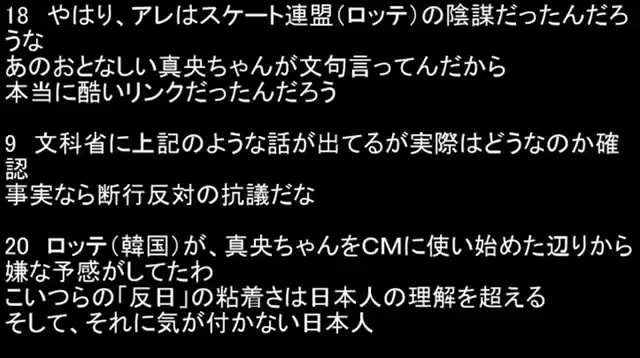 18　やはり、アレはスケート連盟（ロッテ）の陰謀だったんだろ
うな
あのおとなしい真央ちゃんが文句言ってんだから
本当に酷いリンクだったんだろう
9　文科省に上記のような話が出てるが実際はどうなのか確
認
事実なら断行反対の抗議だな
20　ロッテ（韓国）が、真央ちゃんをＣＭに使い始めた辺りから
嫌な予感がしてたわ
こいつらの「反日」の粘着さは日本人の理解を超える
そして、それに気が付かない日本人